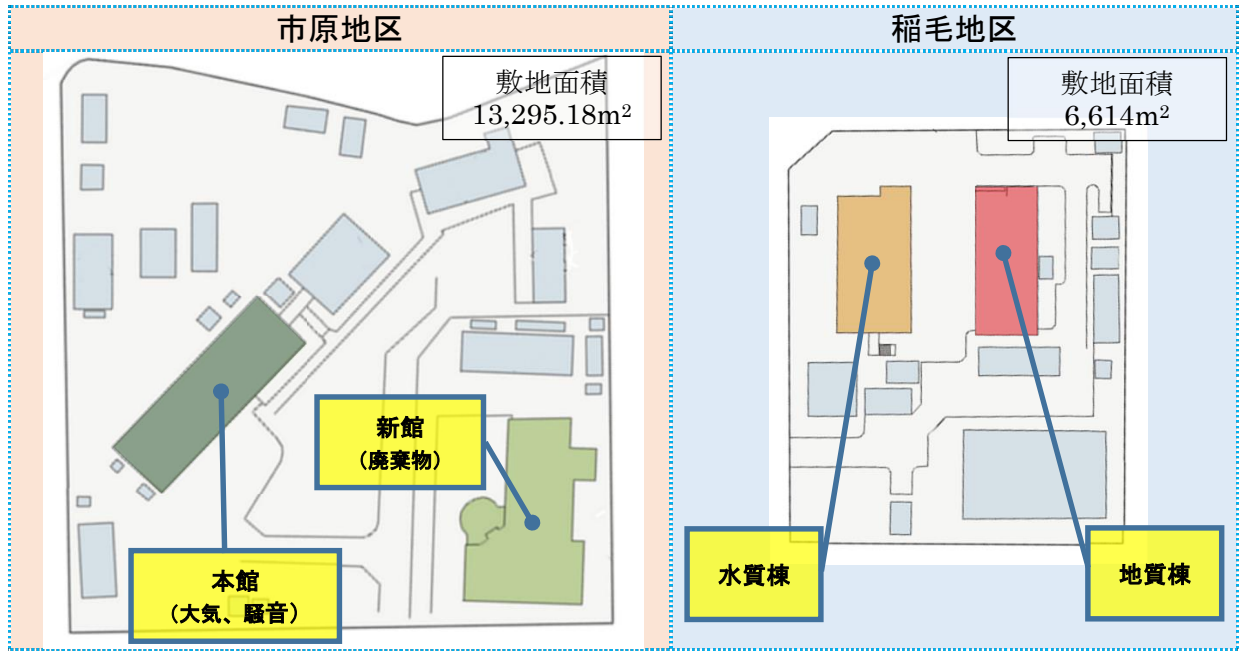 市原地区
敷地面積
13,295.18m²
新館
(廃棄物)
本館
(大気、騒音)
稲毛地区
敷地面積
6,614m²
水質棟
地質棟